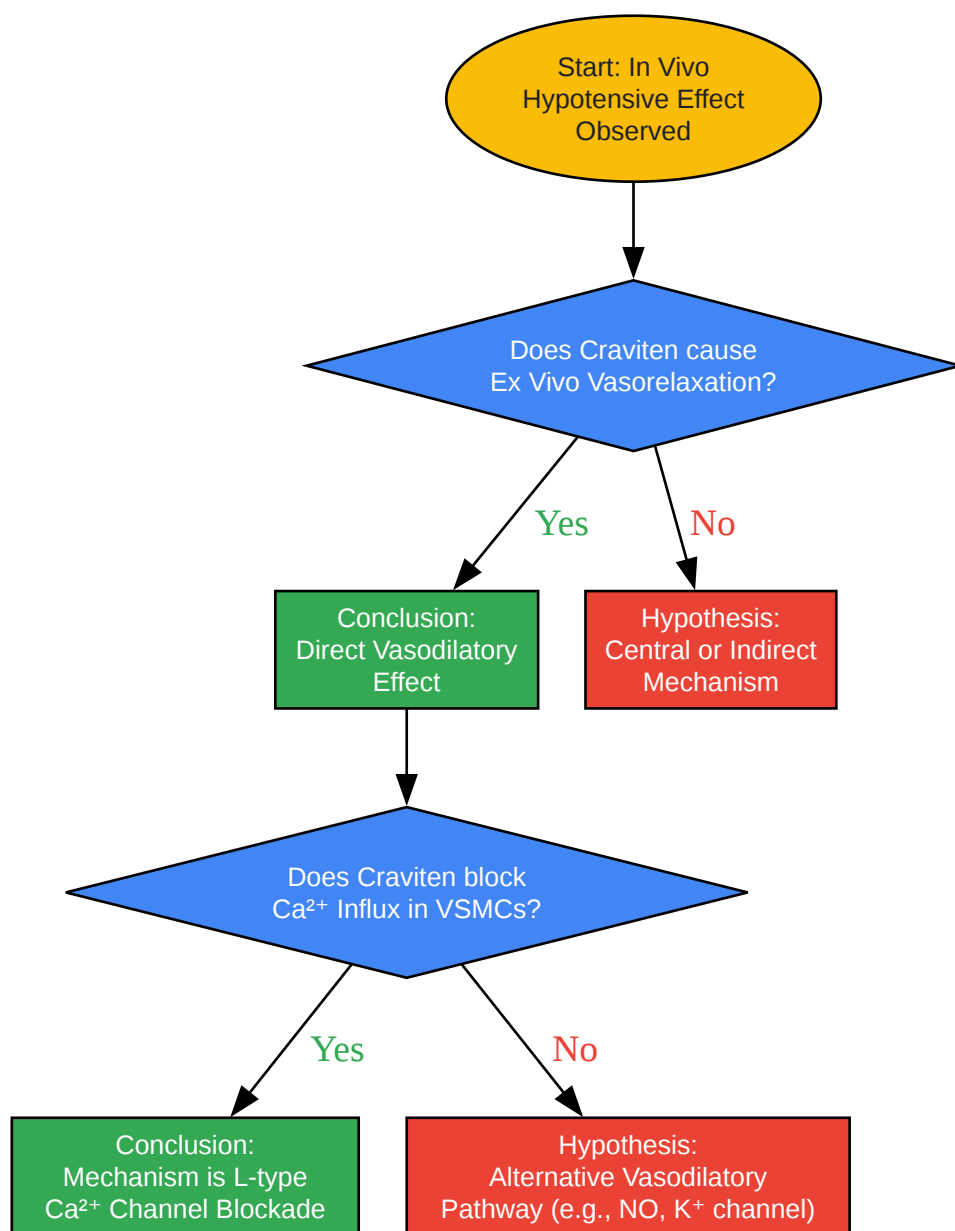 Start: In Vivo
Hypotensive Effect
Observed
Does Craviten cause
Ex Vivo Vasorelaxation?
Yes
No
Conclusion:
Direct Vasodilatory
Effect
Hypothesis:
Central or Indirect
Mechanism
Does Craviten block
Ca²⁺ Influx in VSMCs?
Yes
No
Conclusion:
Mechanism is L-type
Ca²⁺ Channel Blockade
Hypothesis:
Alternative Vasodilatory
Pathway (e.g., NO, K⁺ channel)